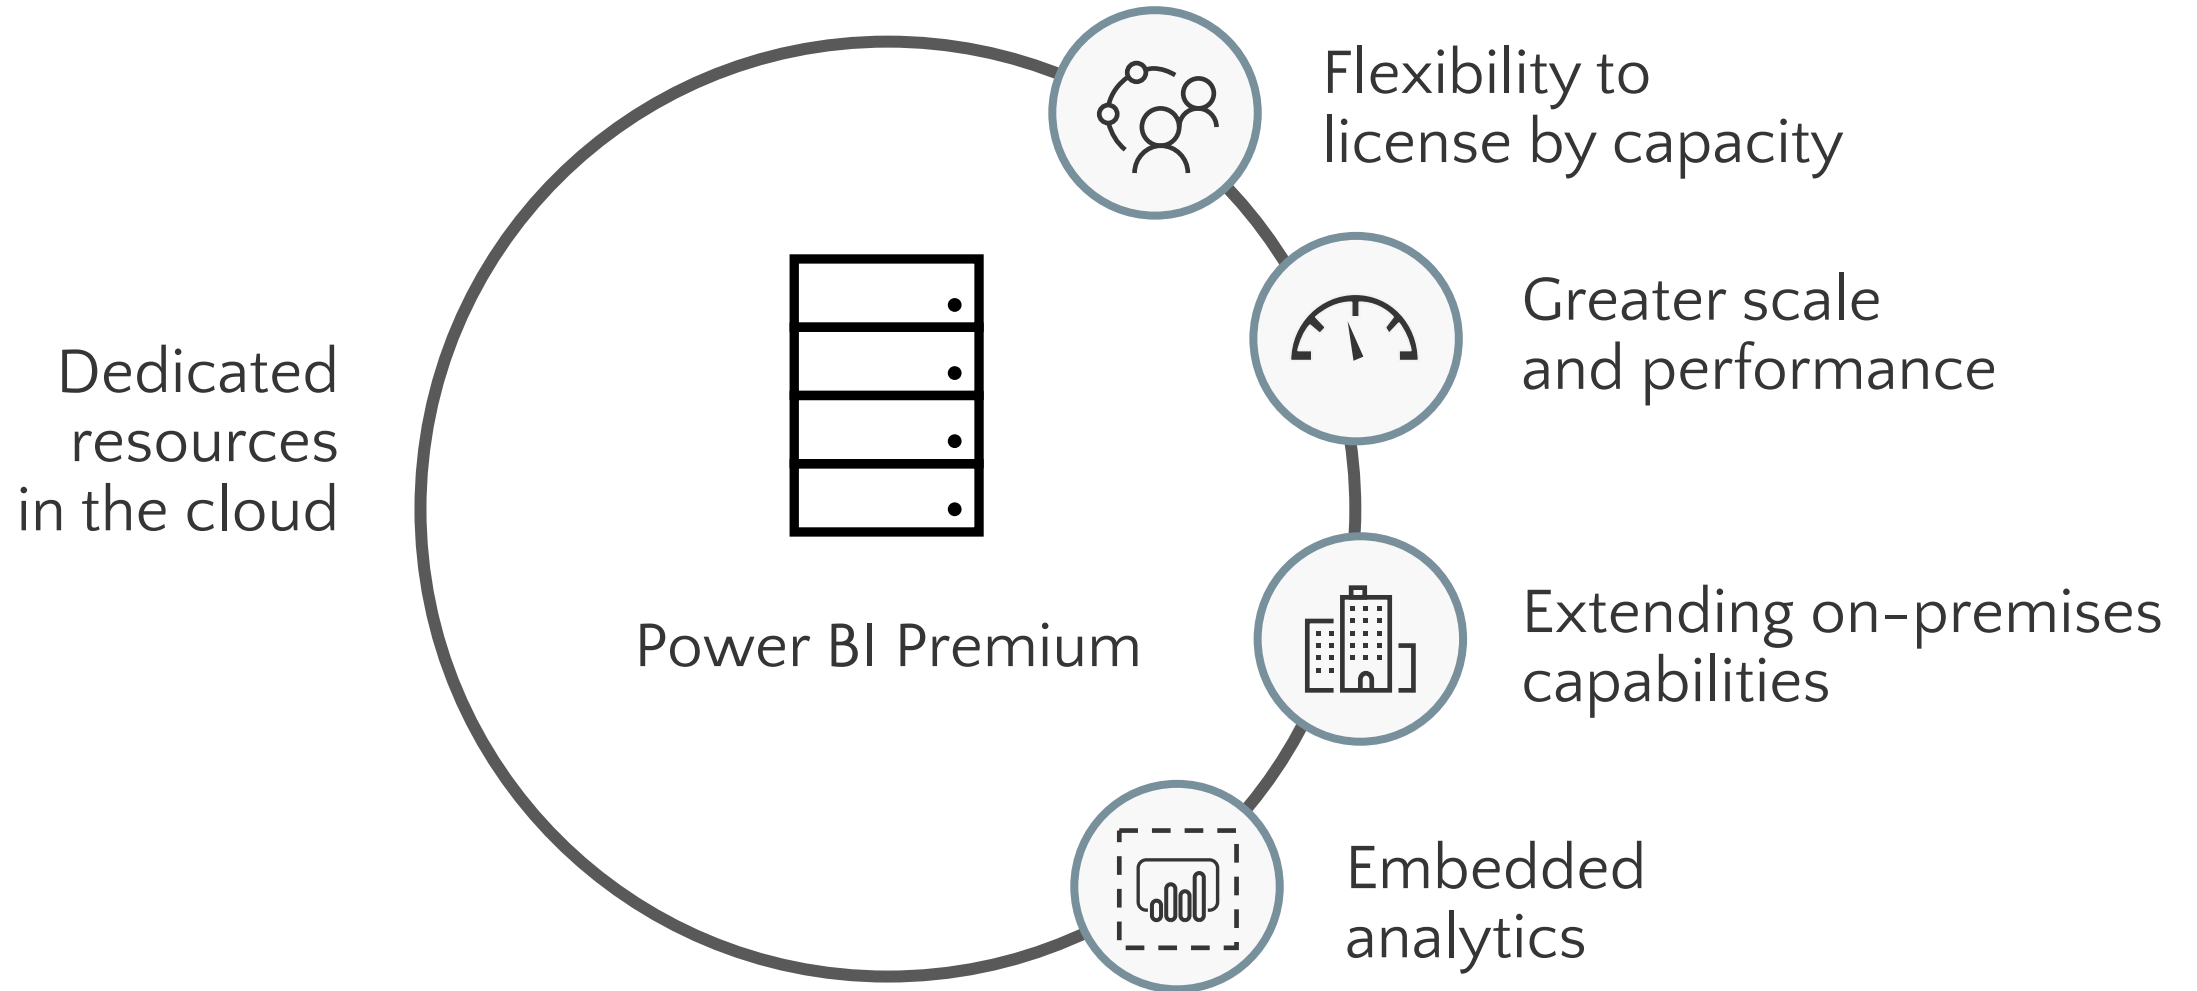 Dedicated
resources
in the cloud
Power BI Premium
Flexibility to
license by capacity
Greater scale
and performance
Extending on-premises
capabilities
Embedded
analytics